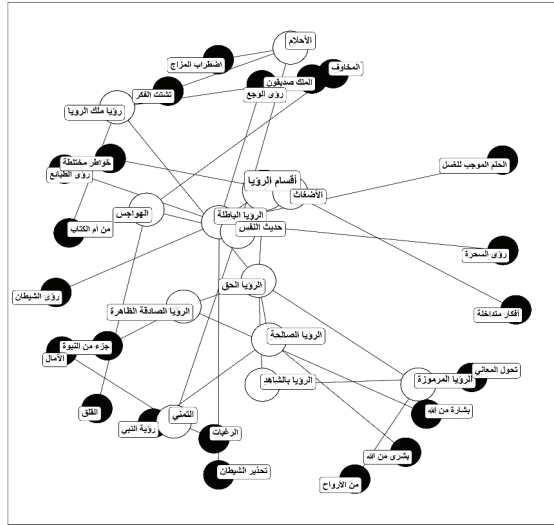 الأحلام
اضطراب المزاج
المخاوف
الملك صديقون
تشتت الفكر
رؤى الوجع
رؤيا ملك الرؤيا
خواطر مختلطة
رؤى الطبائع
الحلم الموجب للغسل
أقسام الرؤيا
الأضغاث
الهواجس
الرؤيا الباطلة
حديث النفس
من أم الكتاب
رؤى السحرة
الرؤيا الحق
رؤى الشيطان
الرؤيا الصادقة الظاهرة
أفكار متداخلة
الرؤيا الصالحة
جزء من النبوة
الأمال
تحول المعاني
الرؤيا المرموزة
الرؤيا بالشاهد
القلق
التمني
بشارة من الله
رؤية النبي
الرغبات
بشرى من الله
تحذير الشيطان
من الأرواح